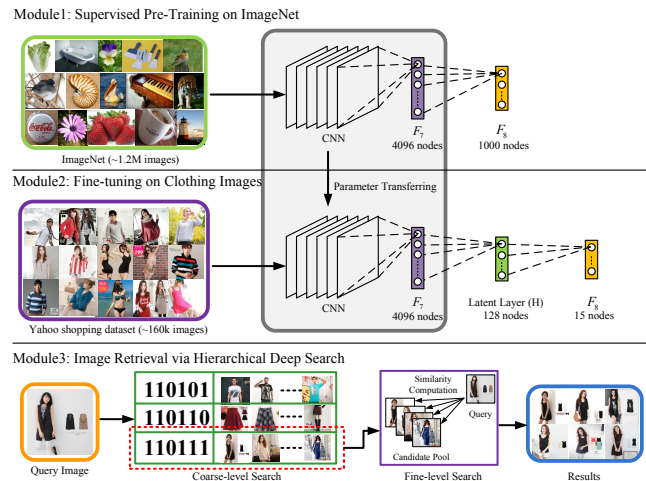 Module1: Supervised Pre-Training on ImageNet
Coca-Cola
CNN
F7
4096 nodes
F8
1000 nodes
ImageNet (~1.2M images)
Module2: Fine-tuning on Clothing Images
Parameter Transferring
CNN
F7
4096 nodes
Latent Layer (H)
128 nodes
F8
15 nodes
Yahoo shopping dataset (~160k images)
Module3: Image Retrieval via Hierarchical Deep Search
110101
110110
110111
Similarity
Computation
Query
Candidate Pool
Query Image
Coarse-level Search
Fine-level Search
Results